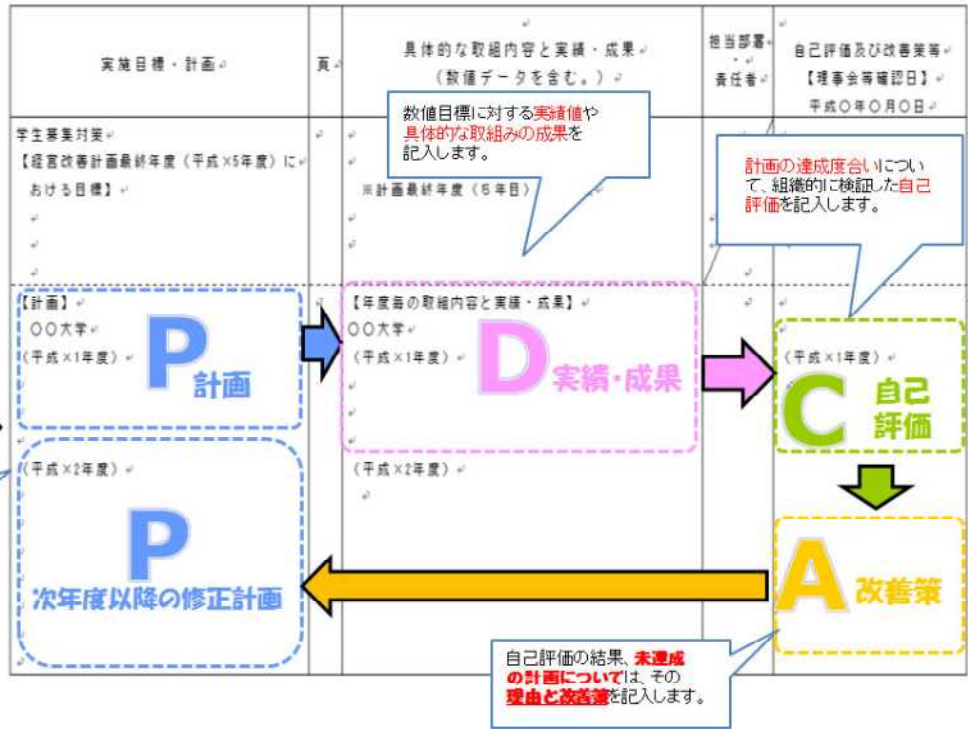 実施目標・計画
頁
具体的な取組内容と実績・成果
(数値データを含む。)
担当部署
・
責任者
自己評価及び改善策等
【理事会等確認日】
平成〇年〇月〇日
数値目標に対する実績値や
具体的な取組みの成果を
記入します。
学生募集対策
【経営改善計画最終年度(平成×5年度)に
おける目標】
※計画最終年度(5年目)
計画の達成度合いについ
て、組織的に検証した自己
評価を記入します。
【計画】
〇〇大学
(平成×1年度)
P
計画
【年度毎の取組内容と実績・成果】
〇〇大学
(平成×1年度)
D
実績・成果
(平成×1年度)
C
自己
評価
(平成×2年度)
P
次年度以降の修正計画
(平成×2年度)
A
改善策
自己評価の結果、未達成
の計画については、その
理由と改善策を記入します。